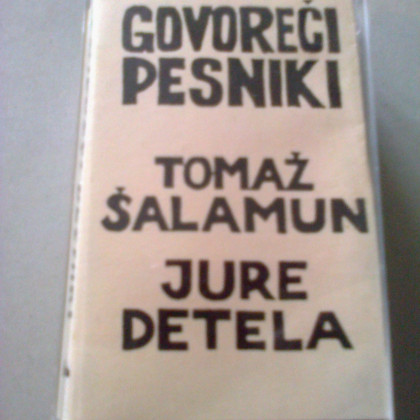 GOVOREČI
PESNIKI
TOMAŽ
ŠALAMUN
JURE
DETELA